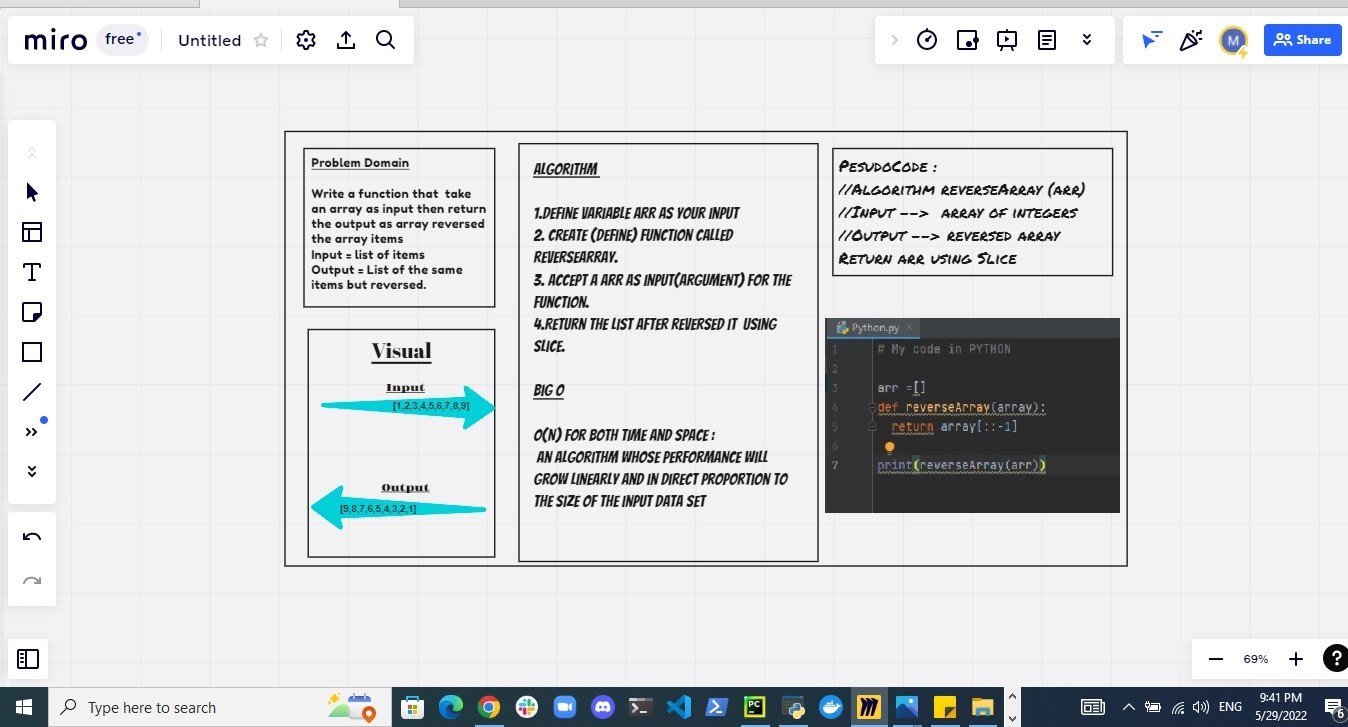 miro
free
Untitled
M
Share
Problem Domain
Write a function that take
an array as input then return
the output as array reversed
the array items
Input = list of items
Output = List of the same
items but reversed.
Visual
Input
[1,2,3,4,5,6,7,8,9]
Output
[9,8,7,6,5,4,3,2,1]
ALGORITHM
1.DEFINE VARIABLE ARR AS YOUR INPUT
2. CREATE (DEFINE) FUNCTION CALLED
REVERSEARRAY.
3. ACCEPT A ARR AS INPUT(ARGUMENT) FOR THE
FUNCTION.
4.RETURN THE LIST AFTER REVERSED IT USING
SLICE.
BIG O
O(N) FOR BOTH TIME AND SPACE :
AN ALGORITHM WHOSE PERFORMANCE WILL
GROW LINEARLY AND IN DIRECT PROPORTION TO
THE SIZE OF THE INPUT DATA SET
PESUDOCODE :
//ALGORITHM REVERSEARRAY (ARR)
//INPUT --> ARRAY OF INTEGERS
//OUTPUT --> REVERSED ARRAY
RETURN ARR USING SLICE
Python.py
1 # My code in PYTHON
2
3 arr =[]
4 def reverseArray(array):
5 return array[::-1]
6
7 print(reverseArray(arr))
69%
?
Type here to search
PC
ENG
9:41 PM
5/29/2022
6